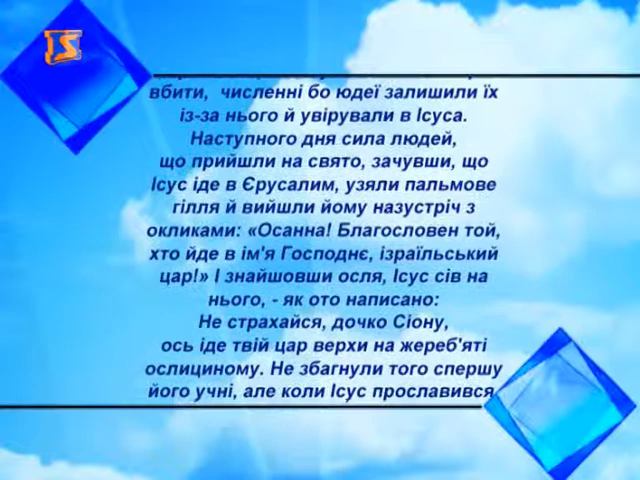 вбити, численні бо юдеї залишили їх
із-за нього й увірували в Ісуса.
Наступного дня сила людей,
що прийшли на свято, зачувши, що
Ісус іде в Єрусалим, узяли пальмове
гілля й вийшли йому назустріч з
окликами: «Осанна! Благословен той,
хто йде в ім'я Господнє, ізраїльський
цар!» І знайшовши осля, Ісус сів на
нього, - як ото написано:
Не страхайся, дочко Сіону,
ось іде твій цар верхи на жереб'яті
ослициному. Не збагнули того спершу
його учні, але коли Ісус прославився